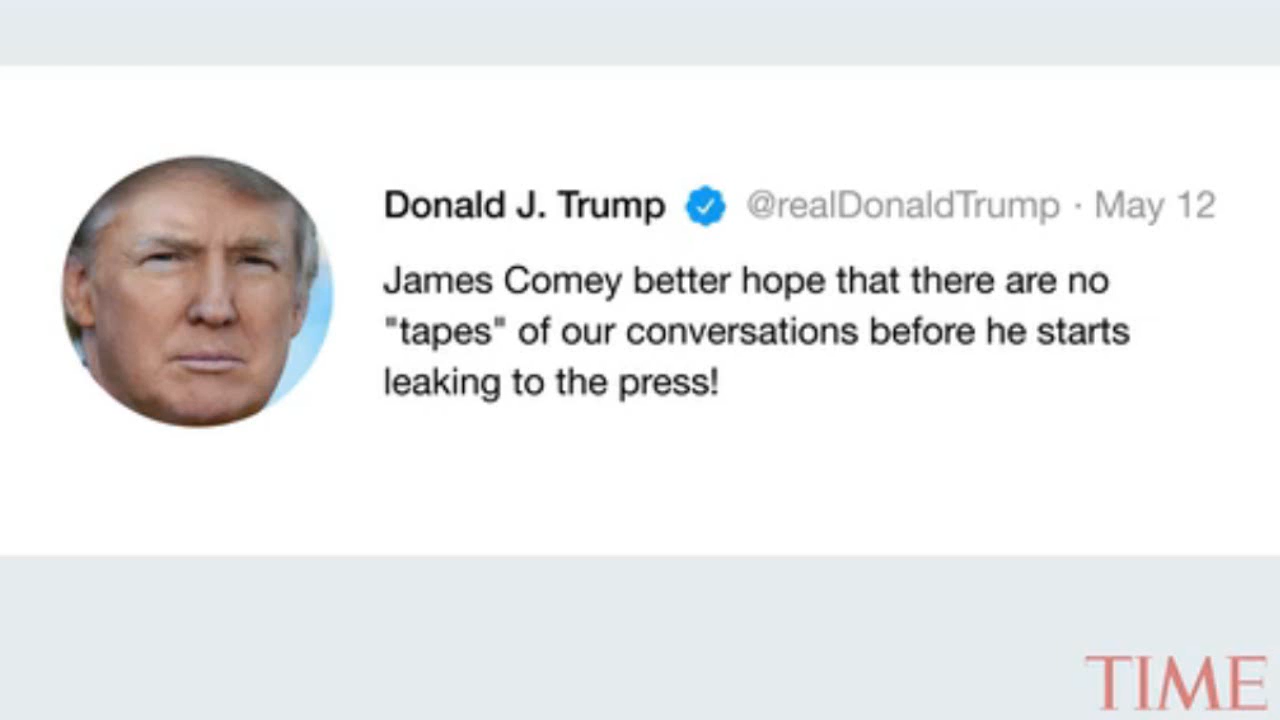 Donald J. Trump @realDonaldTrump · May 12
James Comey better hope that there are no
"tapes" of our conversations before he starts
leaking to the press!
TIME